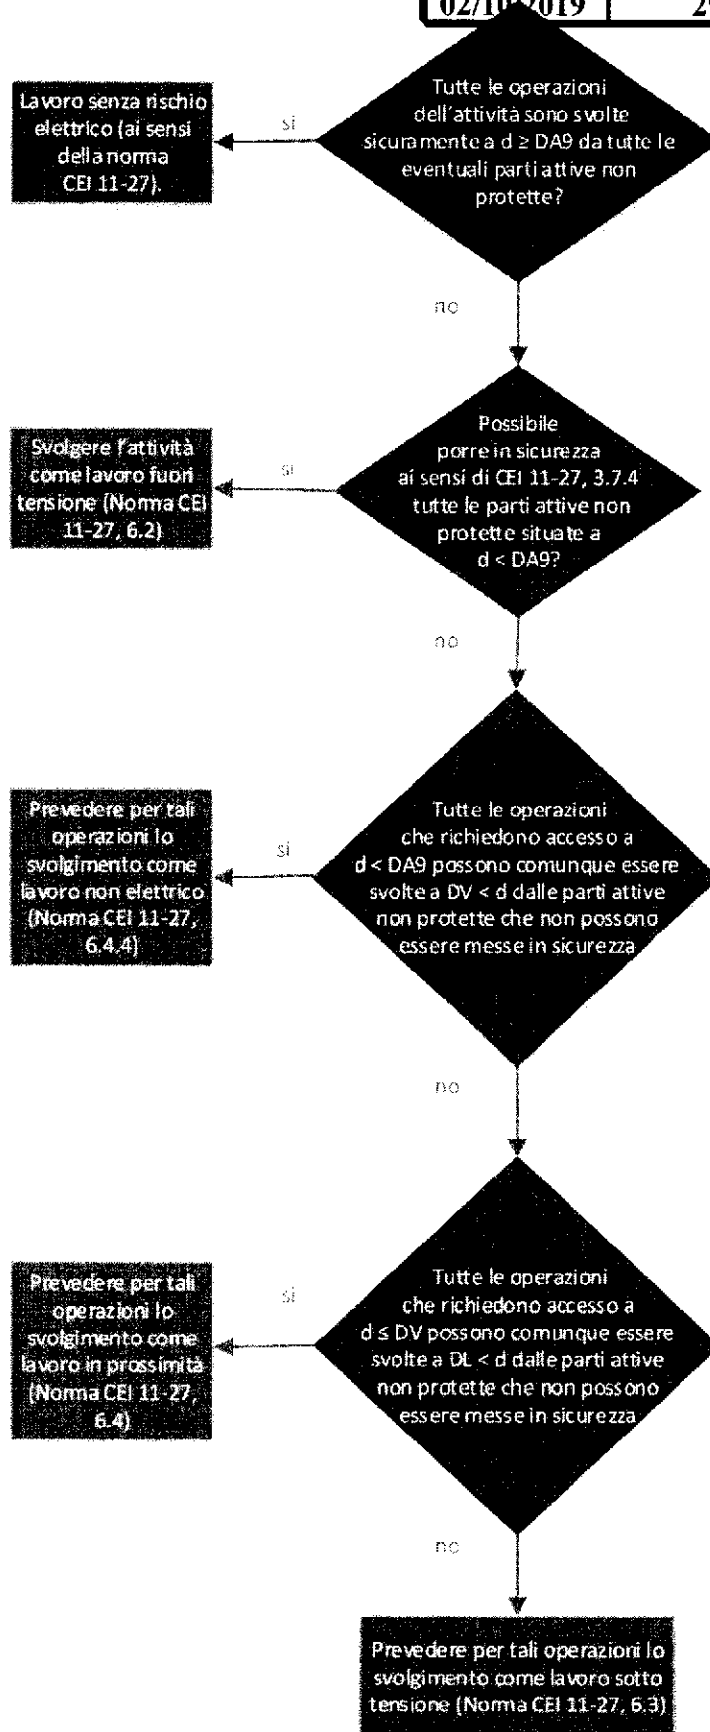 02/10/2019
Tutte le operazioni
dell'attività sono svolte
sicuramente a d ≥ DA9 da tutte le
eventuali parti attive non
protette?
si
Lavoro senza rischio
elettrico (ai sensi
della norma
CEI 11-27).
no
Possibile
porre in sicurezza
ai sensi di CEI 11-27, 3.7.4
tutte le parti attive non
protette situate a
d < DA9?
si
Svolgere l'attività
come lavoro fuori
tensione (Norma CEI
11-27, 6.2)
no
Tutte le operazioni
che richiedono accesso a
d < DA9 possono comunque essere
svolte a DV < d dalle parti attive
non protette che non possono
essere messe in sicurezza
si
Prevedere per tali
operazioni lo
svolgimento come
lavoro non elettrico
(Norma CEI 11-27,
6.4.4)
no
Tutte le operazioni
che richiedono accesso a
d ≤ DV possono comunque essere
svolte a DL < d dalle parti attive
non protette che non possono
essere messe in sicurezza
si
Prevedere per tali
operazioni lo
svolgimento come
lavoro in prossimità
(Norma CEI 11-27,
6.4)
no
Prevedere per tali operazioni lo
svolgimento come lavoro sotto
tensione (Norma CEI 11-27, 6.3)